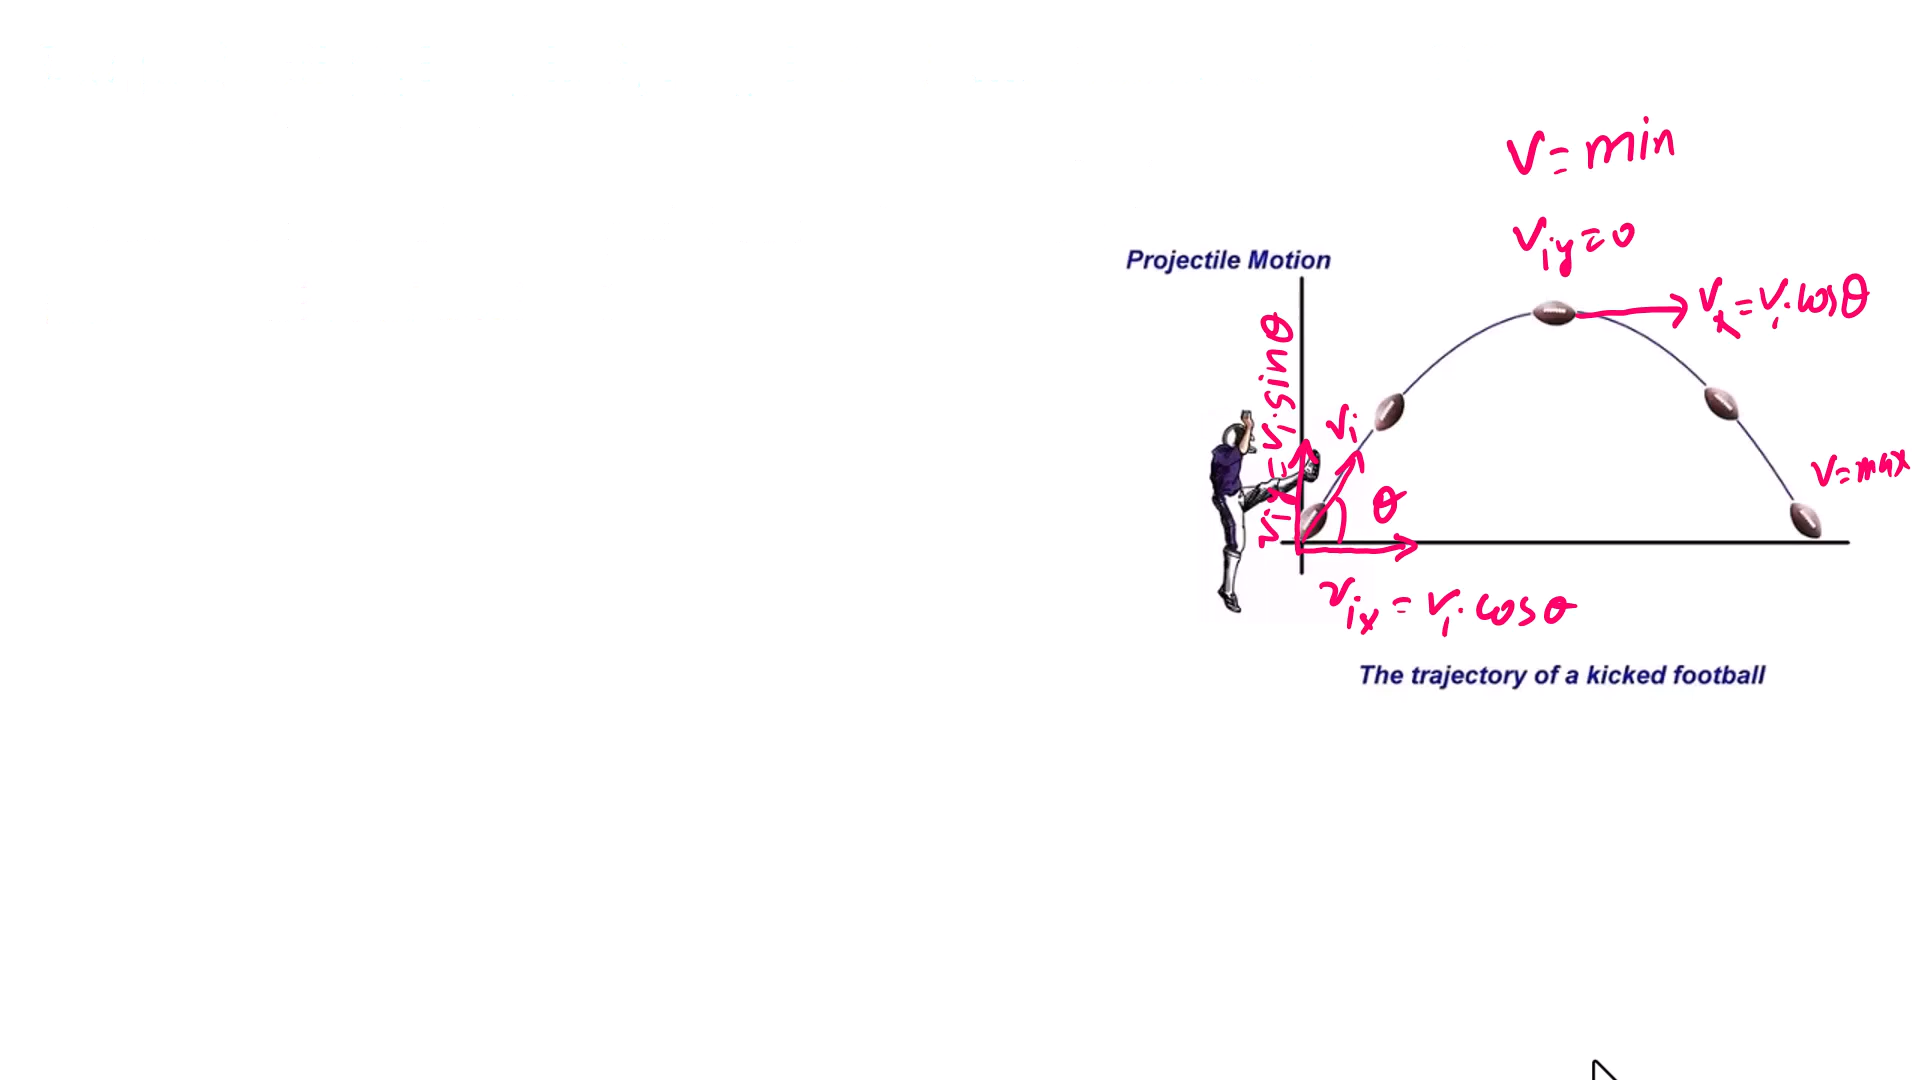 v = min
v_iy = 0
Projectile Motion
v_x = v_i . cosθ
v_iy = v_i . sinθ
v_i
v = max
θ
v_ix = v_i . cosθ
The trajectory of a kicked football